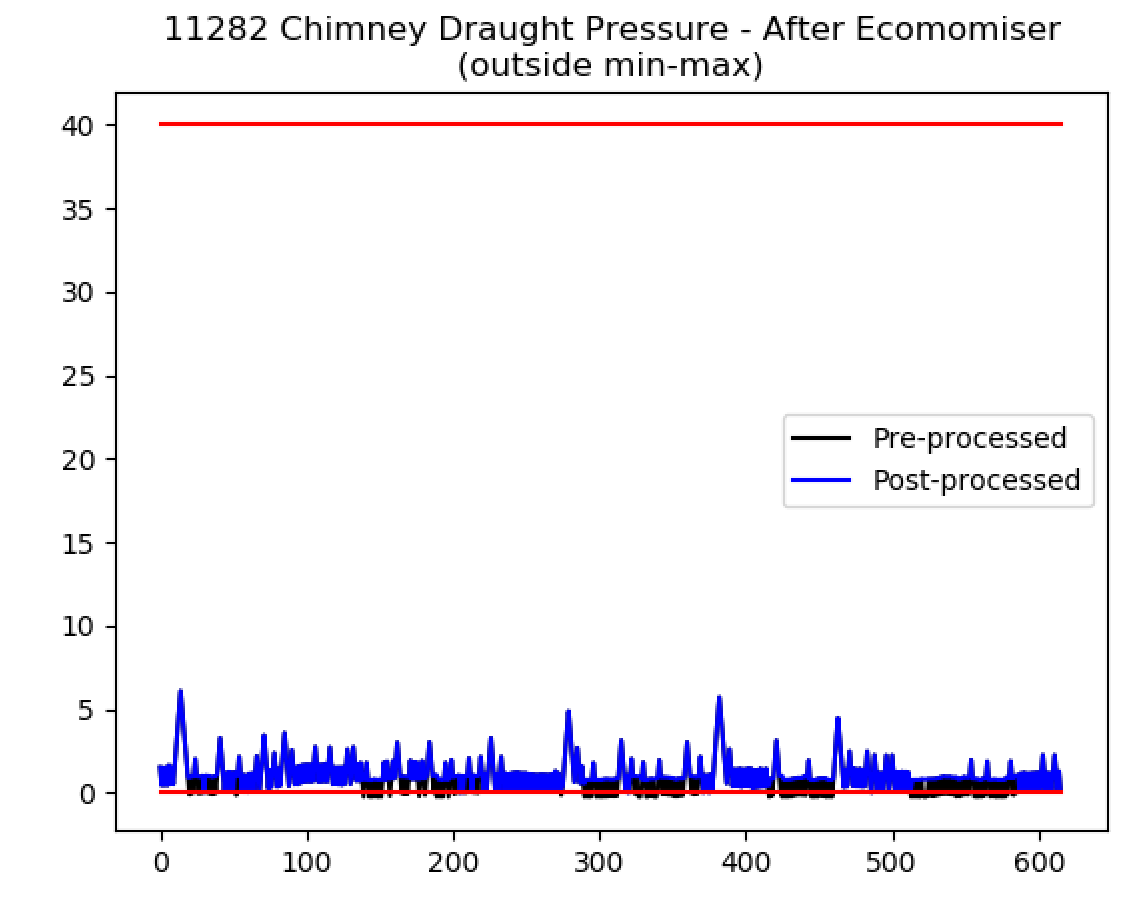 11282 Chimney Draught Pressure - After Ecomomiser
(outside min-max)
40
35
30
25
20
15
10
5
0
Pre-processed
Post-processed
0 100 200 300 400 500 600